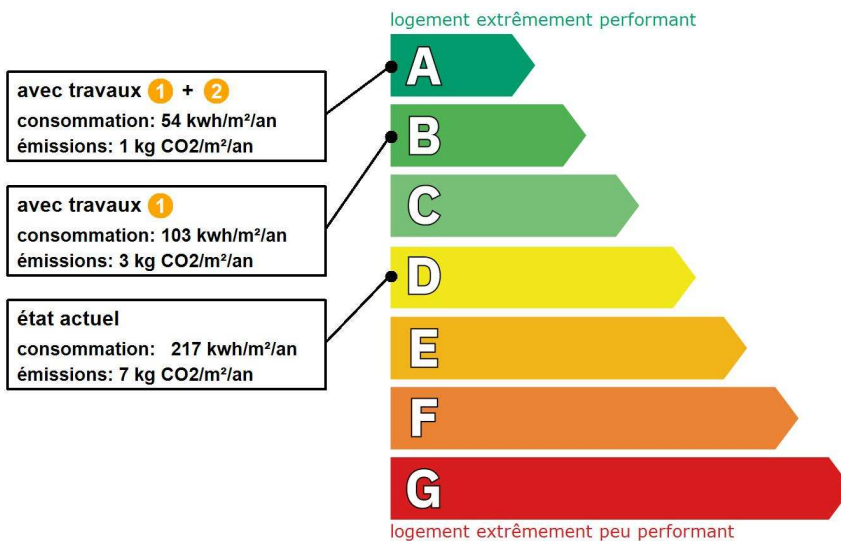 logement extrêmement performant
avec travaux 1 + 2
consommation: 54 kwh/m²/an
émissions: 1 kg CO2/m²/an
avec travaux 1
consommation: 103 kwh/m²/an
émissions: 3 kg CO2/m²/an
état actuel
consommation: 217 kwh/m²/an
émissions: 7 kg CO2/m²/an
A
B
C
D
E
F
G
logement extrêmement peu performant